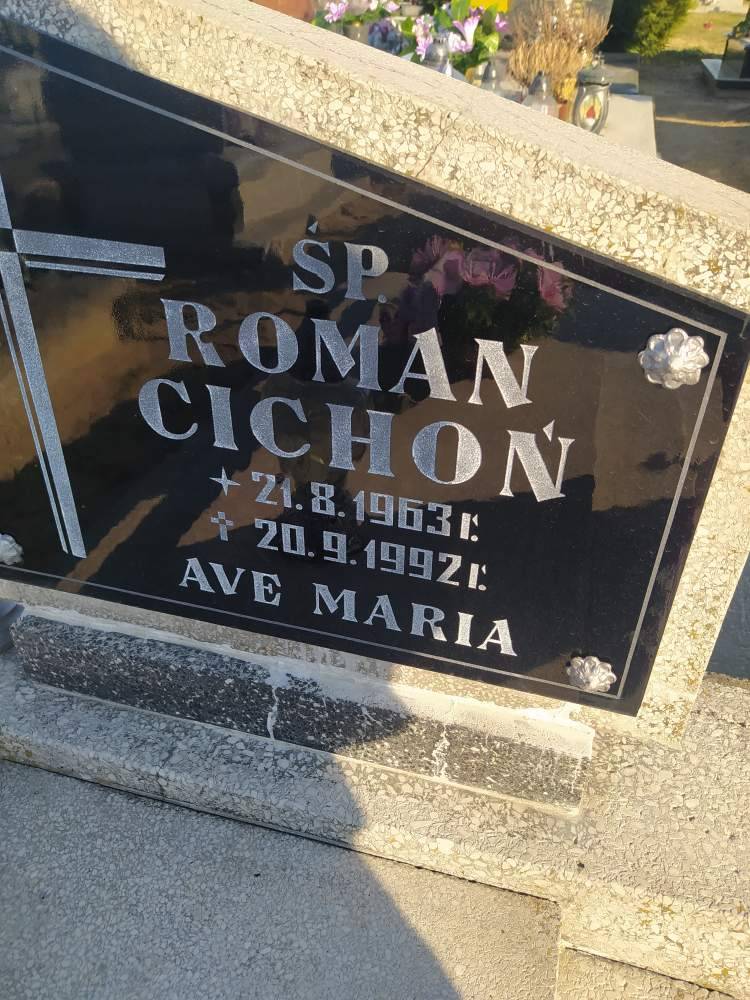 ŚP.
ROMAN
CICHOŃ
21.8.1963 r.
20.9.1992 r.
AVE MARIA